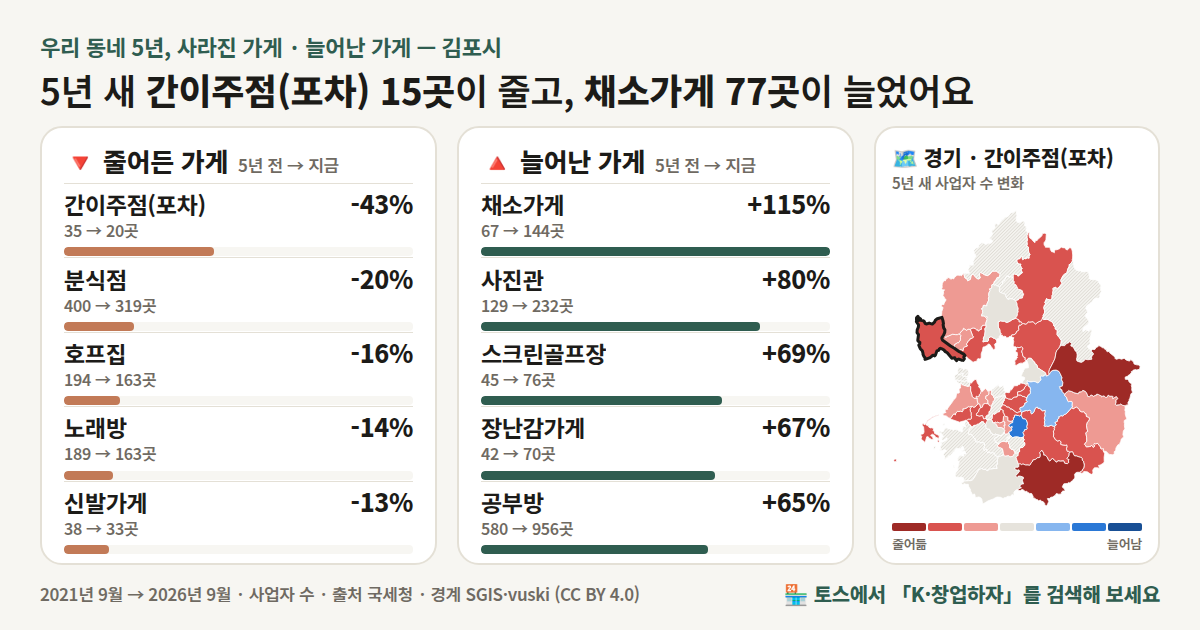 우리 동네 5년, 사라진 가게 · 늘어난 가게 — 김포시
5년 새 간이주점(포차) 15곳이 줄고, 채소가게 77곳이 늘었어요
🔻 줄어든 가게 5년 전 → 지금
간이주점(포차) -43%
35 → 20곳
분식점 -20%
400 → 319곳
호프집 -16%
194 → 163곳
노래방 -14%
189 → 163곳
신발가게 -13%
38 → 33곳
🔺 늘어난 가게 5년 전 → 지금
채소가게 +115%
67 → 144곳
사진관 +80%
129 → 232곳
스크린골프장 +69%
45 → 76곳
장난감가게 +67%
42 → 70곳
공부방 +65%
580 → 956곳
🗺️ 경기 · 간이주점(포차)
5년 새 사업자 수 변화
줄어듦 늘어남
2021년 9월 → 2026년 9월 · 사업자 수 · 출처 국세청 · 경계 SGIS·vuski (CC BY 4.0)
🏪 토스에서 「K·창업하자」를 검색해 보세요